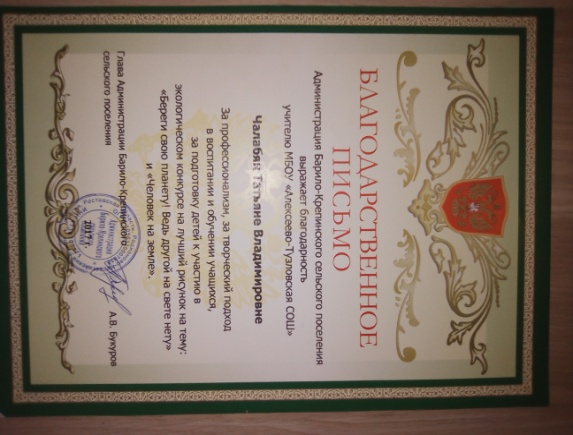 БЛАГОДАРСТВЕННОЕ
ПИСЬМО
Администрация Барило-Крепинского сельского поселения
выражает благодарность
учителю МБОУ «Алексеево-Тузловская СОШ»
Чалабян Татьяне Владимировне
За профессионализм, за творческий подход
в воспитании и обучении учащихся,
за подготовку детей к участию в
экологическом конкурсе на лучший рисунок на тему:
«Береги свою планету! Ведь другой на свете нету»
и «Человек на земле».
Глава Администрации Барило-Крепинского
сельского поселения
А.В. Букуров
2017 г.